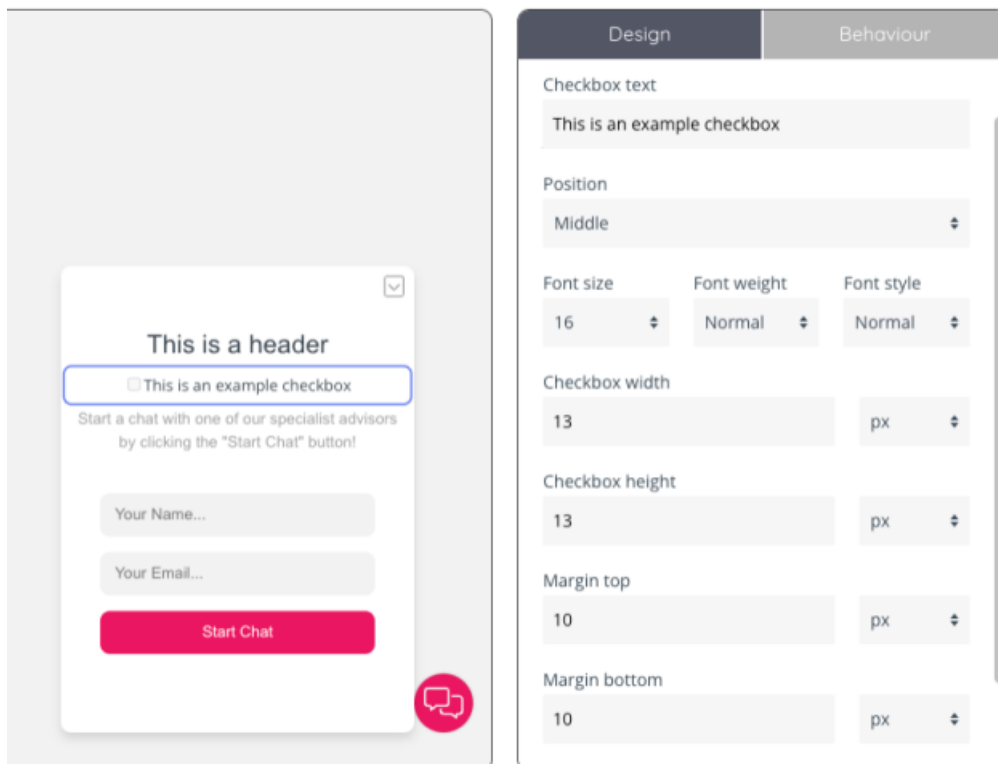 This is a header
This is an example checkbox
Start a chat with one of our specialist advisors
by clicking the "Start Chat" button!
Your Name...
Your Email...
Start Chat
Design
Behaviour
Checkbox text
This is an example checkbox
Position
Middle
Font size
Font weight
Font style
16
Normal
Normal
Checkbox width
13
px
Checkbox height
13
px
Margin top
10
px
Margin bottom
10
px